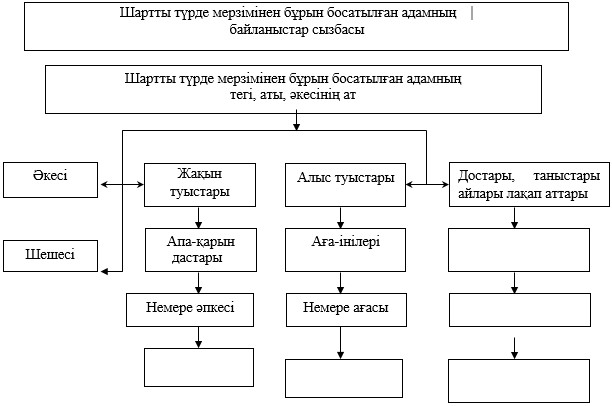 Шартты түрде мерзімінен бұрын босатылған адамның |
байланыстар сызбасы
Шартты түрде мерзімінен бұрын босатылған адамның
тегі, аты, әкесінің ат
Әкесі
Жақын
туыстары
Алыс туыстары
Достары, таныстары
айлары лақап аттары
Шешесі
Апа-қарын
дастары
Аға-інілері
Немере әпкесі
Немере ағасы